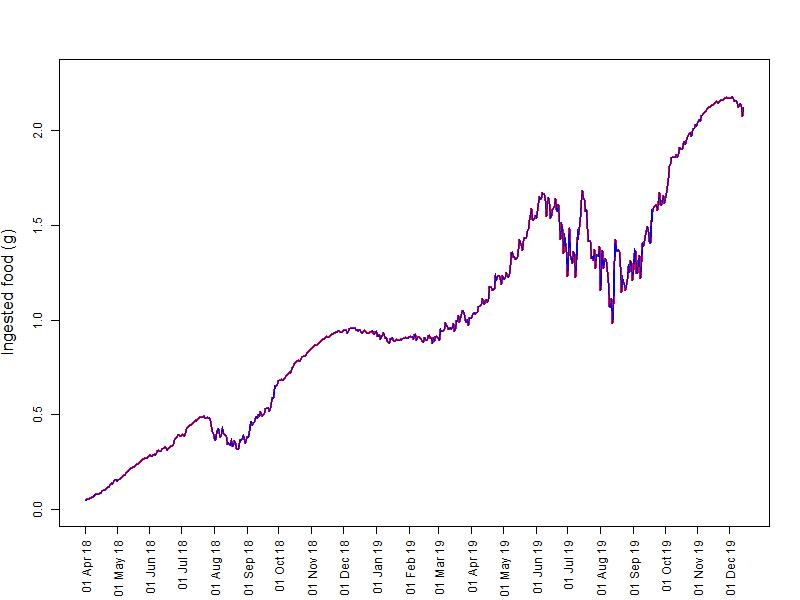 Ingested food (g)
2.0
1.5
1.0
0.5
0.0
01 Apr 18
01 May 18
01 Jun 18
01 Jul 18
01 Aug 18
01 Sep 18
01 Oct 18
01 Nov 18
01 Dec 18
01 Jan 19
01 Feb 19
01 Mar 19
01 Apr 19
01 May 19
01 Jun 19
01 Jul 19
01 Aug 19
01 Sep 19
01 Oct 19
01 Nov 19
01 Dec 19